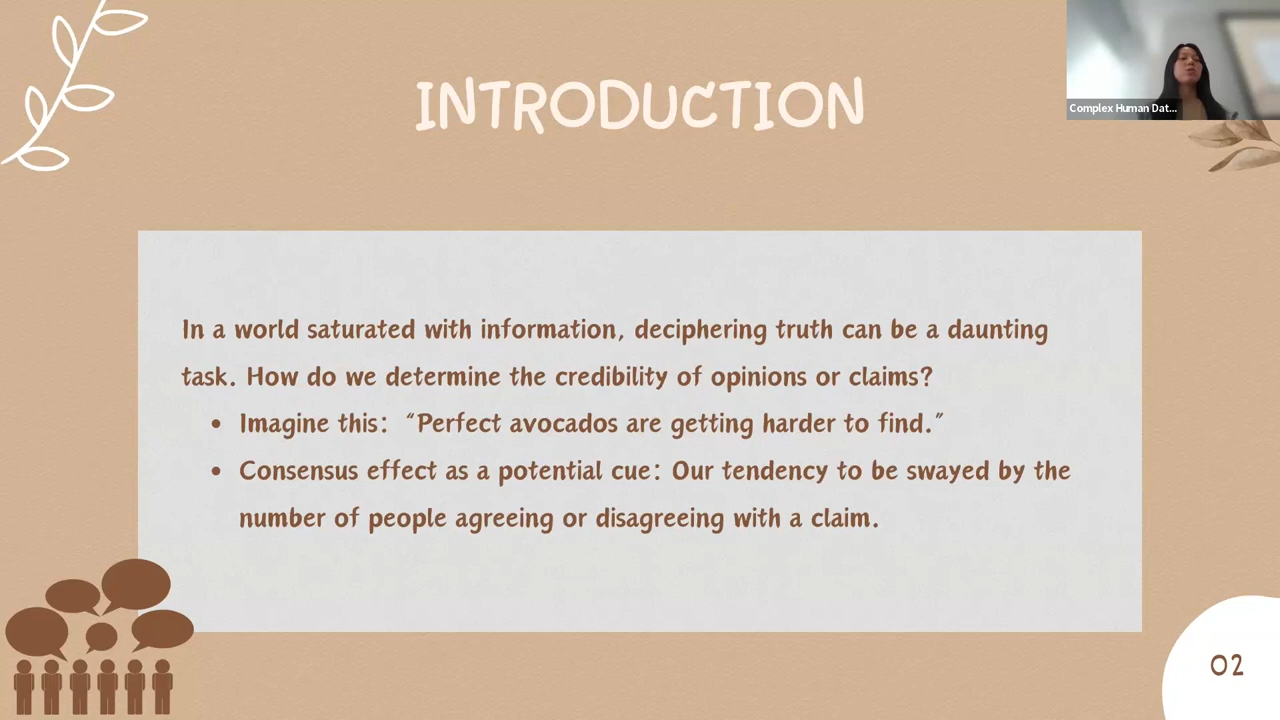 INTRODUCTION
Complex Human Dat...
In a world saturated with information, deciphering truth can be a daunting
task. How do we determine the credibility of opinions or claims?
• Imagine this: “Perfect avocados are getting harder to find.”
• Consensus effect as a potential cue: Our tendency to be swayed by the
number of people agreeing or disagreeing with a claim.
02